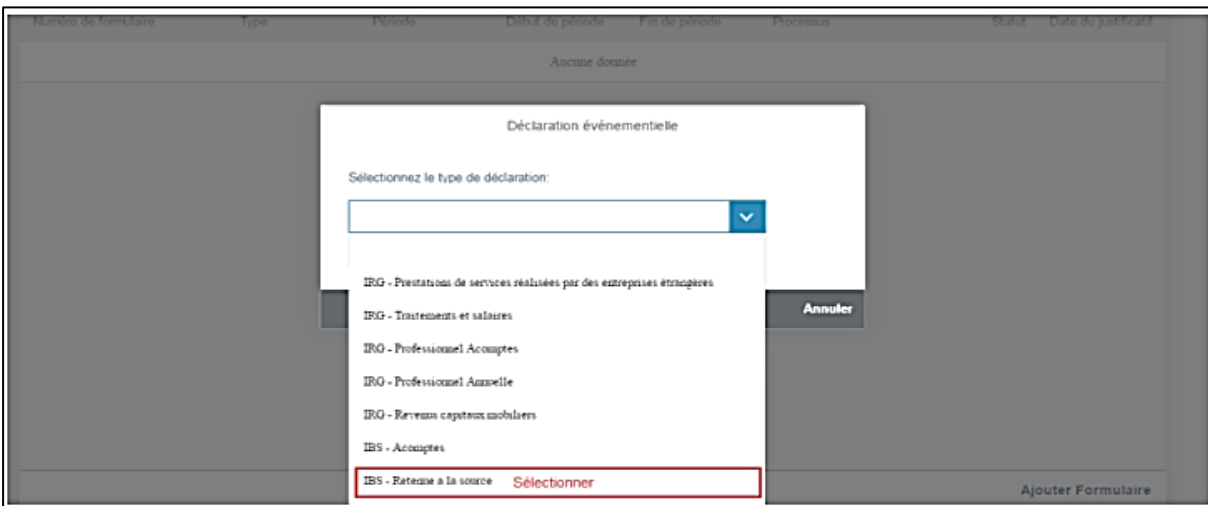 Numéro de formulaire Type Période Début de période Fin de période Processus Statut Date du justificatif
Aucune donnée
Déclaration événementielle
Sélectionnez le type de déclaration:
IRG - Prestations de services réalisées par des entreprises étrangères
IRG - Traitements et salaires
Annuler
IRG - Professionnel Acomptes
IRG - Professionnel Annuelle
IRG - Revenus capitaux mobiliers
IBS - Acomptes
IBS - Retenue a la source Sélectionner
Ajouter Formulaire